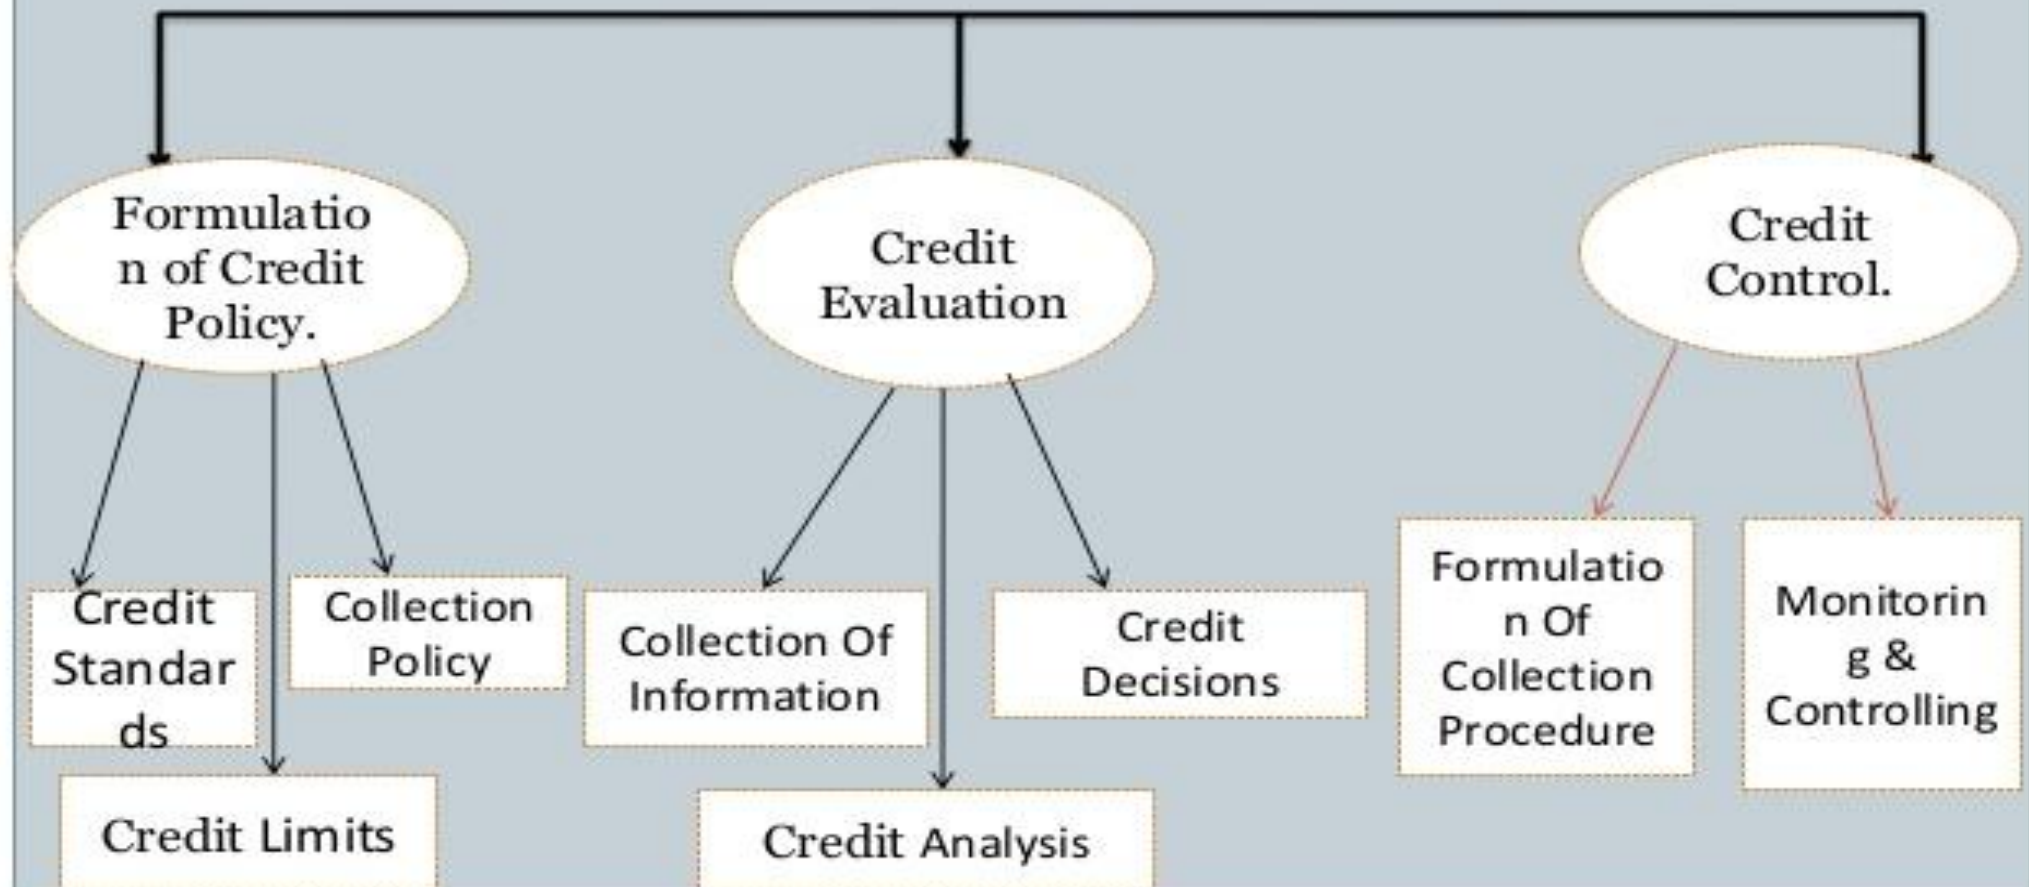 Formulatio
n of Credit
Policy.
Credit
Evaluation
Credit
Control.
Credit
Standar
ds
Collection
Policy
Collection Of
Information
Credit
Decisions
Formulatio
n Of
Collection
Procedure
Monitorin
g &
Controlling
Credit Limits
Credit Analysis